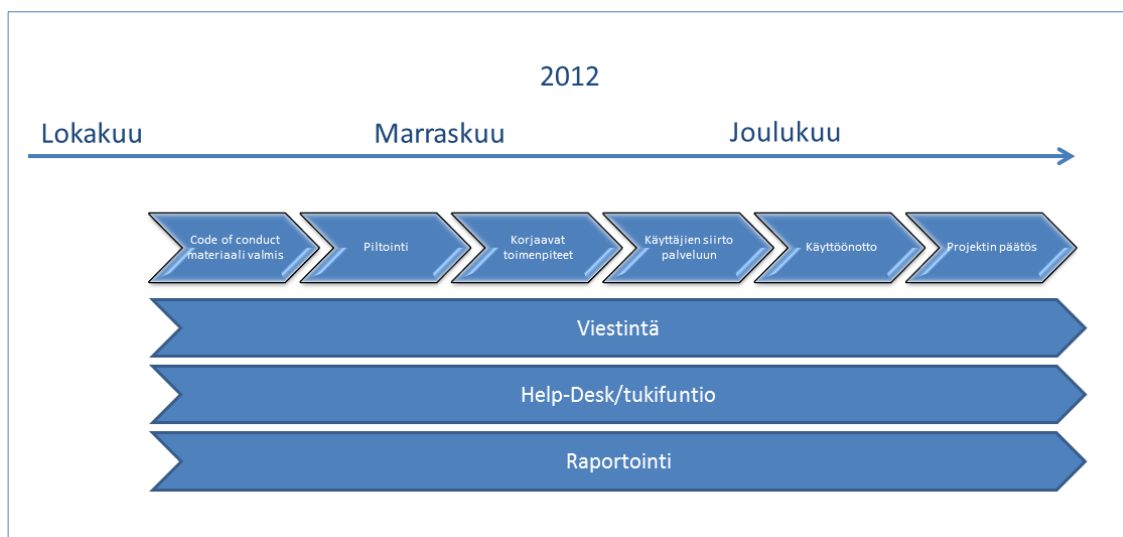 2012
Lokakuu Marraskuu Joulukuu
Code of conduct
materiaali valmis
Piltointi
Korjaavat
toimenpiteet
Käyttäjien siirto
palveluun
Käyttöönotto
Projektin päätös
Viestintä
Help-Desk/tukifuntio
Raportointi